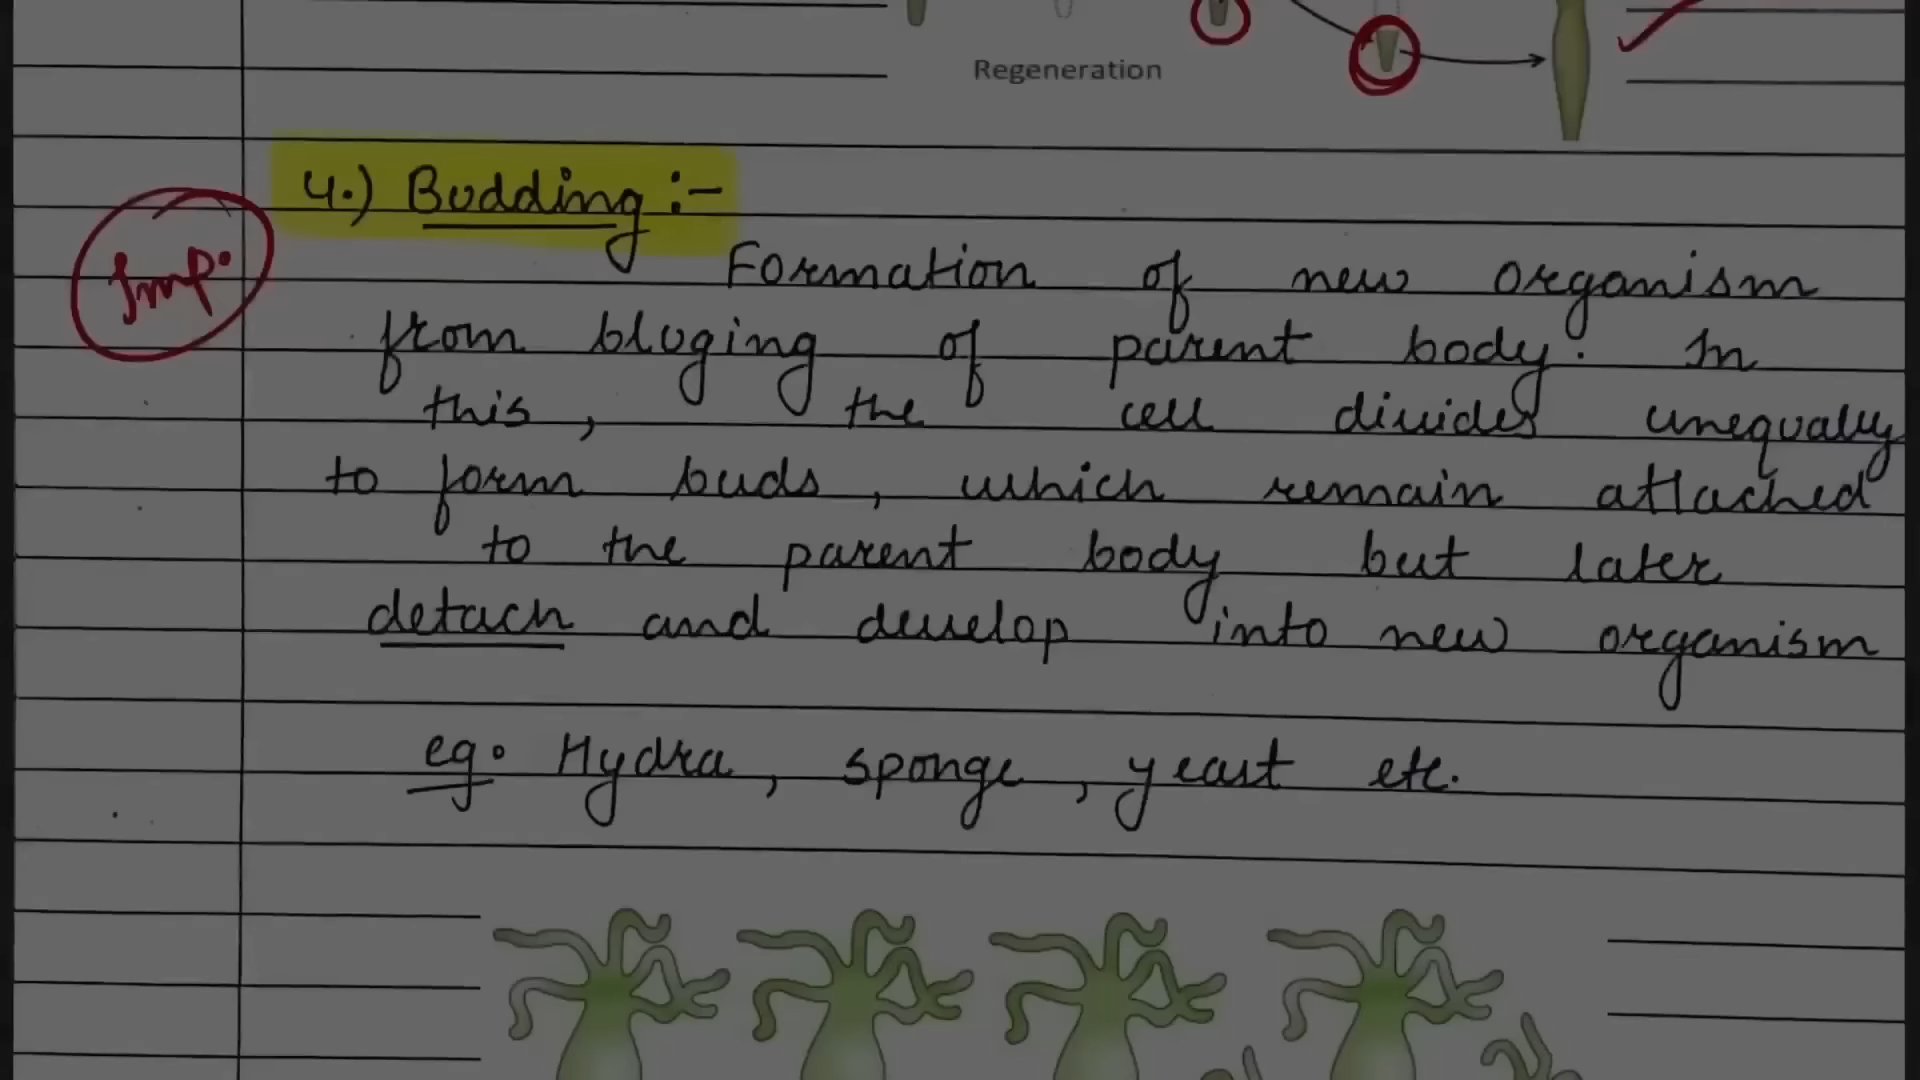 Regeneration
4.) Budding :-
Imp.
Formation of new organism
from bluging of parent body. In
this, the cell divides unequally
to form buds, which remain attached
to the parent body but later
detach and develop into new organism
eg. Hydra, sponge, yeast etc.